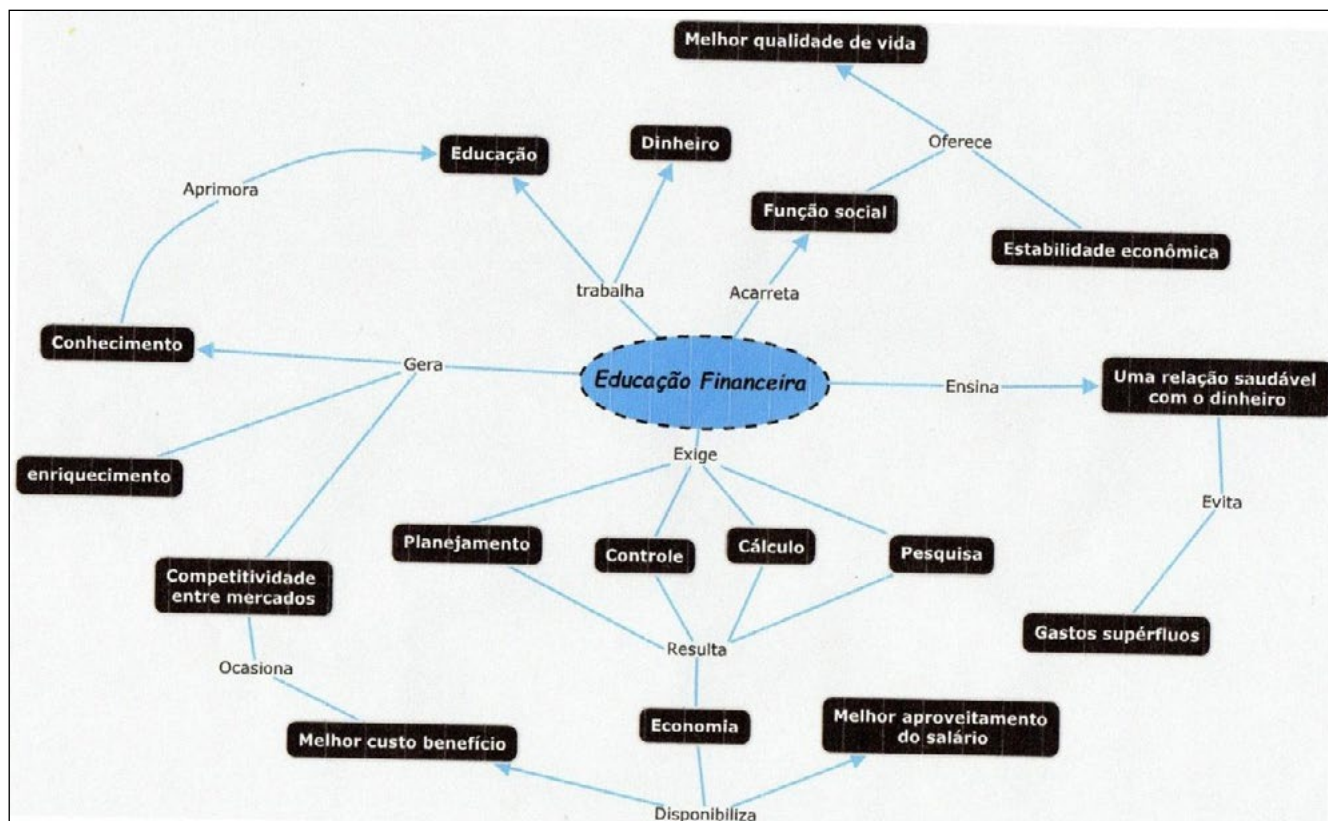 Melhor qualidade de vida
Oferece
Educação
Dinheiro
Aprimora
Função social
Estabilidade econômica
trabalha
Acarreta
Conhecimento
Gera
Educação Financeira
Ensina
Uma relação saudável
com o dinheiro
enriquecimento
Exige
Evita
Planejamento
Controle
Cálculo
Pesquisa
Competitividade
entre mercados
Gastos supérfluos
Ocasiona
Resulta
Melhor custo benefício
Economia
Melhor aproveitamento
do salário
Disponibiliza